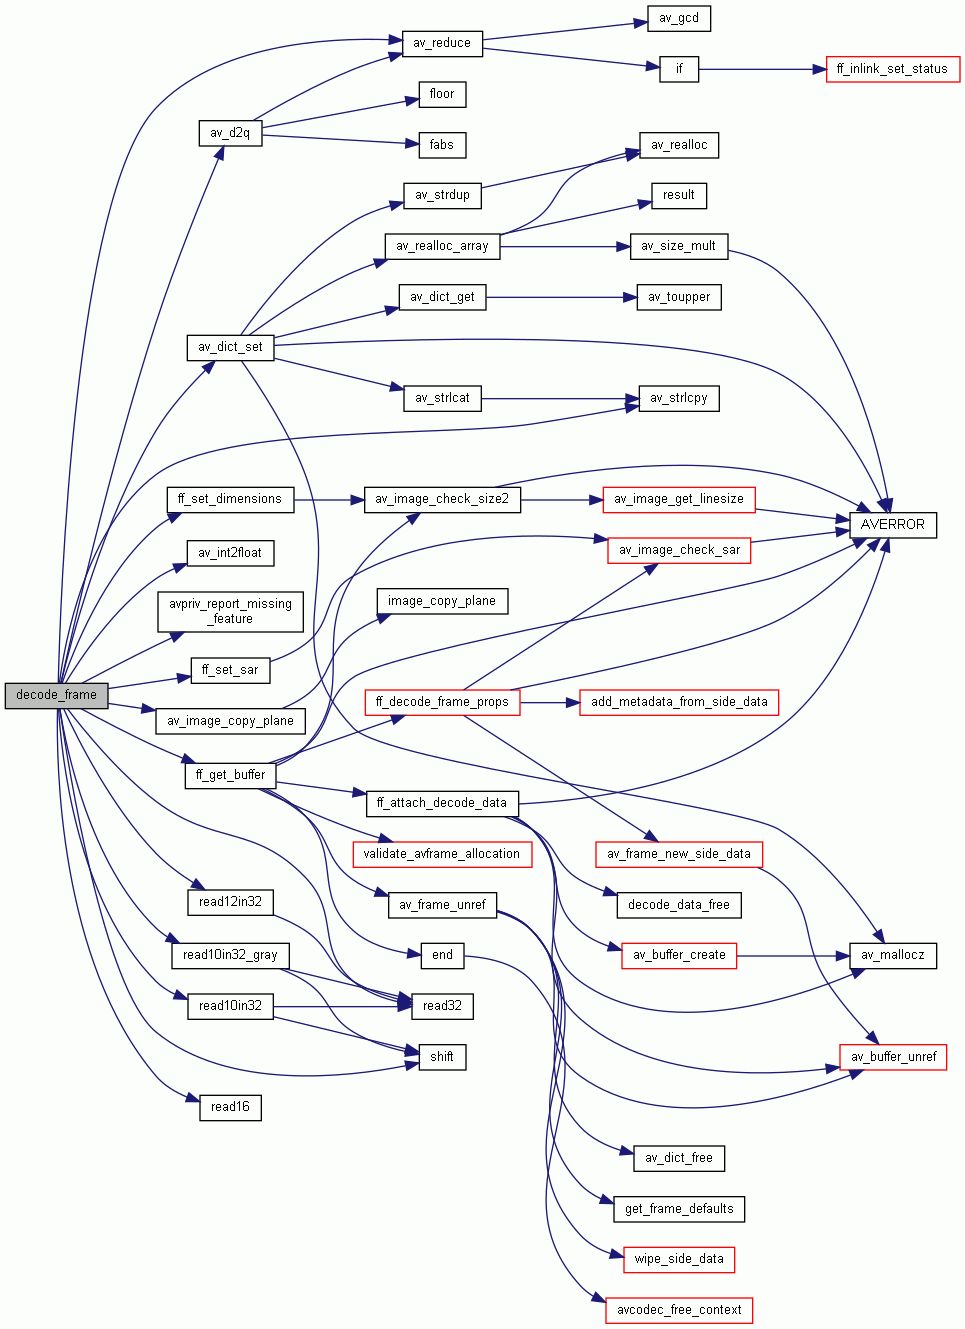 av_gcd
av_reduce
if
ff_inlink_set_status
floor
av_d2q
fabs
av_realloc
av_strdup
result
av_realloc_array
av_size_mult
av_dict_get
av_toupper
av_dict_set
av_strlcat
av_strlcpy
ff_set_dimensions
av_image_check_size2
av_image_get_linesize
AVERROR
av_int2float
av_image_check_sar
avpriv_report_missing
_feature
image_copy_plane
ff_set_sar
decode_frame
ff_decode_frame_props
add_metadata_from_side_data
av_image_copy_plane
ff_get_buffer
ff_attach_decode_data
validate_avframe_allocation
av_frame_new_side_data
read12in32
av_frame_unref
decode_data_free
read10in32_gray
end
av_buffer_create
av_mallocz
read10in32
read32
shift
av_buffer_unref
read16
av_dict_free
get_frame_defaults
wipe_side_data
avcodec_free_context